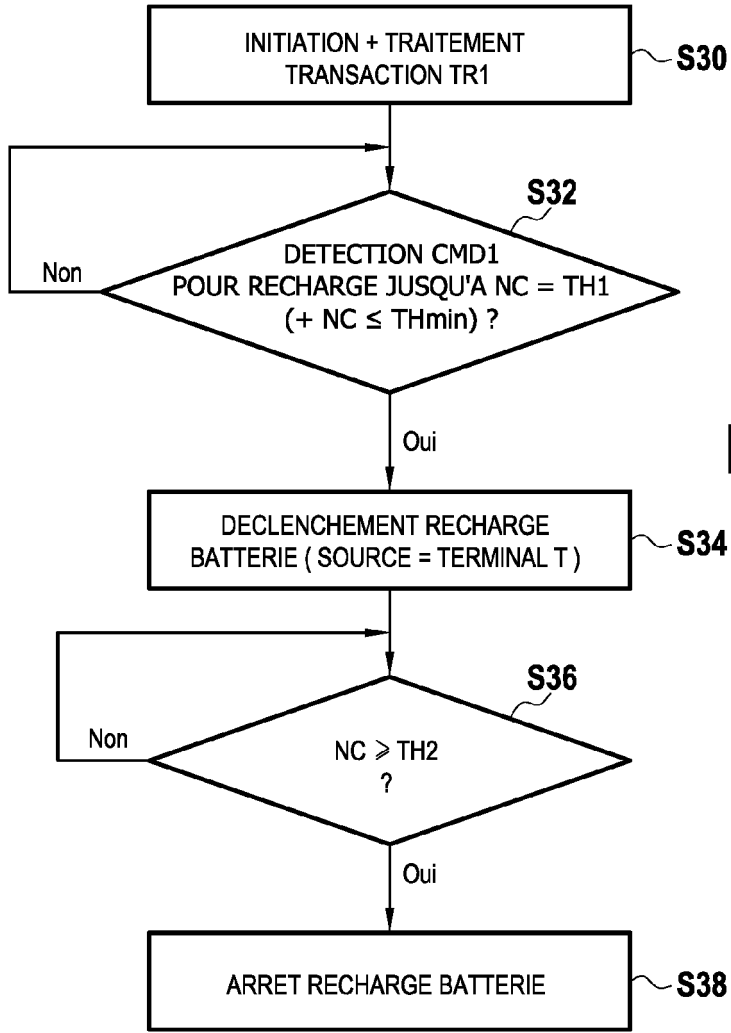 INITIATION + TRAITEMENT
TRANSACTION TR1
S30
S32
DETECTION CMD1
POUR RECHARGE JUSQU'A NC = TH1
(+ NC ≤ THmin) ?
Non
Oui
DECLENCHEMENT RECHARGE
BATTERIE ( SOURCE = TERMINAL T )
S34
S36
NC ⩾ TH2
?
Non
Oui
ARRET RECHARGE BATTERIE
S38